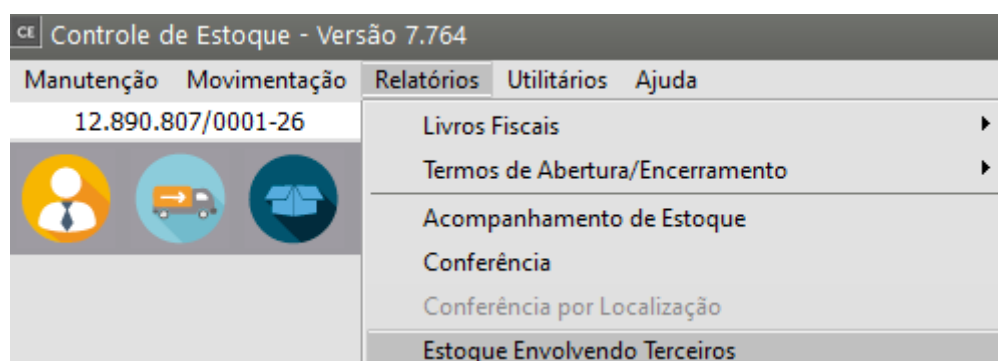 CE Controle de Estoque - Versão 7.764
Manutenção Movimentação Relatórios Utilitários Ajuda
12.890.807/0001-26
Livros Fiscais
Termos de Abertura/Encerramento
Acompanhamento de Estoque
Conferência
Conferência por Localização
Estoque Envolvendo Terceiros